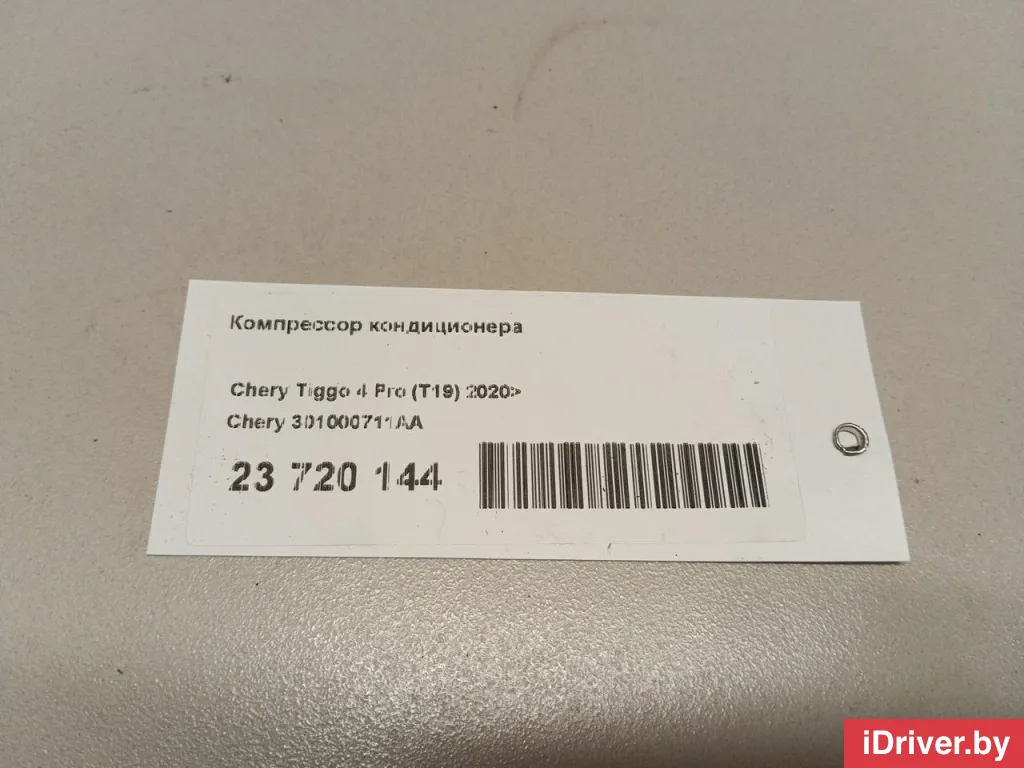 Компрессор кондиционера
Chery Tiggo 4 Pro (T19) 2020>
Chery 301000711AA
23 720 144
iDriver.by